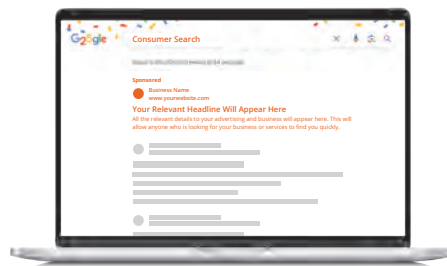 G25gle
Consumer Search
Sponsored
Business Name
www.yourwebsite.com
Your Relevant Headline Will Appear Here
All the relevant details to your advertising and business will appear here. This will
allow anyone who is looking for your business or services to find you quickly.